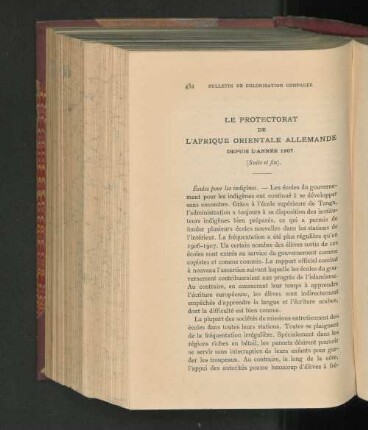 482 BULLETIN DE COLONISATION COMPARÉE
LE PROTECTORAT
DE
L'AFRIQUE ORIENTALE ALLEMANDE
DEPUIS L'ANNÉE 1907
(Suite et fin).
Écoles pour les indigènes. — Les écoles du gouverne-
ment pour les indigènes ont continué à se développer
sans encombre. Grâce à l'école supérieure de Tanga,
l'administration a toujours à sa disposition des institu-
teurs indigènes bien préparés, ce qui a permis de
fonder plusieurs écoles nouvelles dans les stations de
l'intérieur. La fréquentation a été plus régulière qu'en
1906-1907. Un certain nombre des élèves sortis de ces
écoles sont entrés au service du gouvernement comme
copistes et comme commis. Le rapport officiel combat
à nouveau l'assertion suivant laquelle les écoles du gou-
vernement contribueraient aux progrès de l'islamisme.
Au contraire, en consacrant leur temps à apprendre
l'écriture européenne, les élèves sont indirectement
empêchés d'apprendre la langue et l'écriture arabes,
dont la difficulté est bien connue.
La plupart des sociétés de missions entretiennent des
écoles dans toutes leurs stations. Toutes se plaignent
de la fréquentation irrégulière. Spécialement dans les
régions riches en bétail, les parents désirent pouvoir
se servir sans interruption de leurs enfants pour gar-
der les troupeaux. Au contraire, le long de la côte,
l'appui des autorités pousse beaucoup d'élèves à fré-